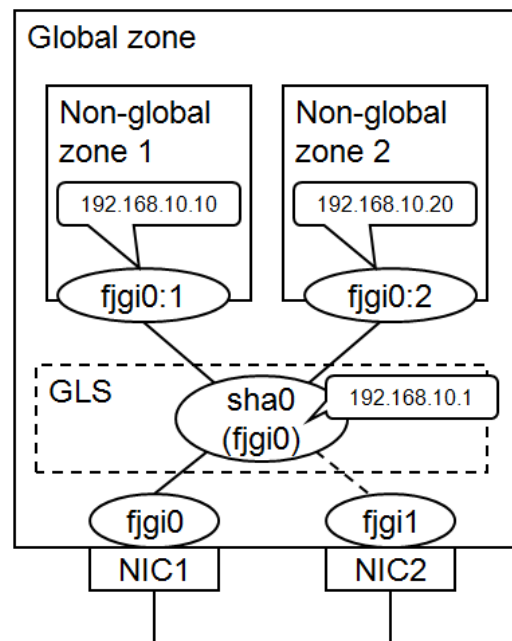 Global zone
Non-global
zone 1
Non-global
zone 2
192.168.10.10
192.168.10.20
fjgi0:1
fjgi0:2
GLS
sha0
(fjgi0)
192.168.10.1
fjgi0
fjgi1
NIC1
NIC2